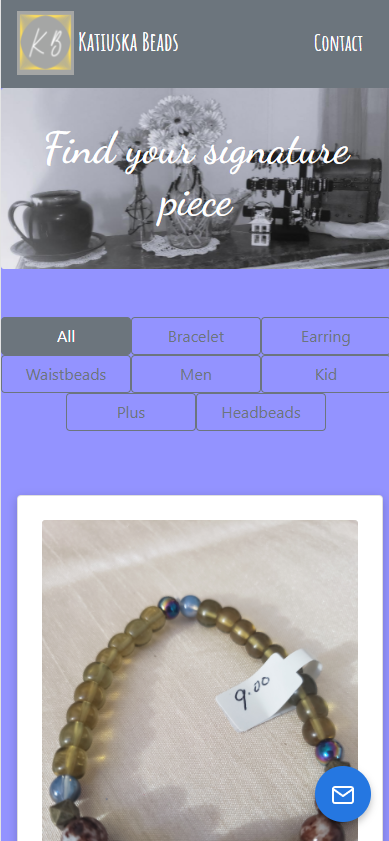 KB
Katiuska Beads
Contact
Find your signature
piece
All
Bracelet
Earring
Waistbeads
Men
Kid
Plus
Headbeads
9.00